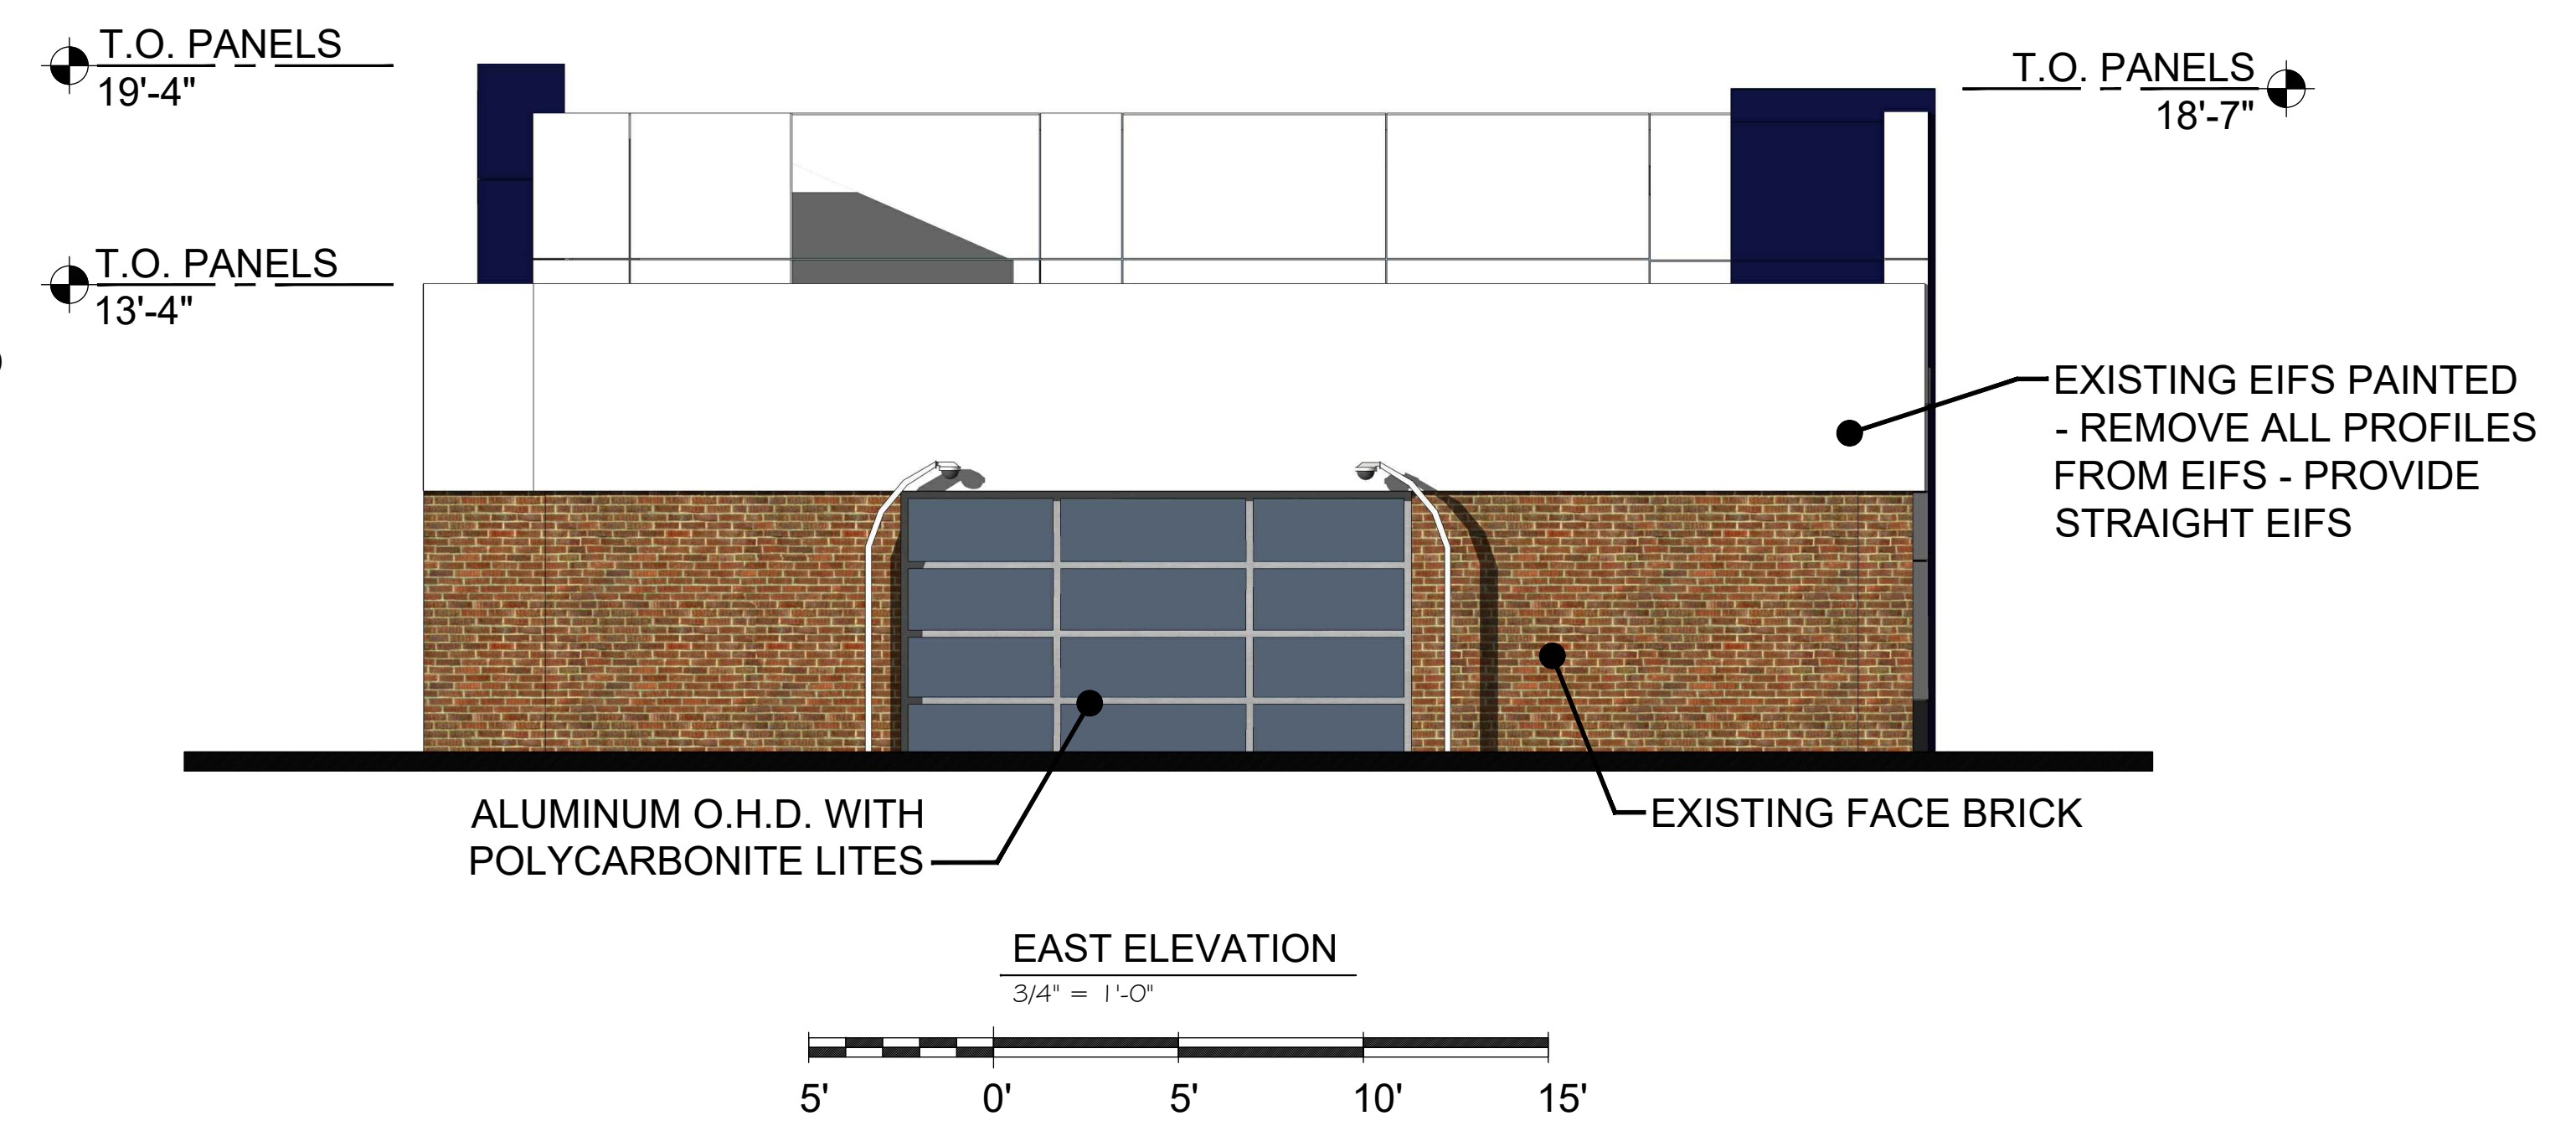 T.O. PANELS
19'-4"
T.O. PANELS
18'-7"
T.O. PANELS
13'-4"
EXISTING EIFS PAINTED
- REMOVE ALL PROFILES
FROM EIFS - PROVIDE
STRAIGHT EIFS
ALUMINUM O.H.D. WITH
POLYCARBONITE LITES
EXISTING FACE BRICK
EAST ELEVATION
3/4" = 1'-0"
5' 0' 5' 10' 15'